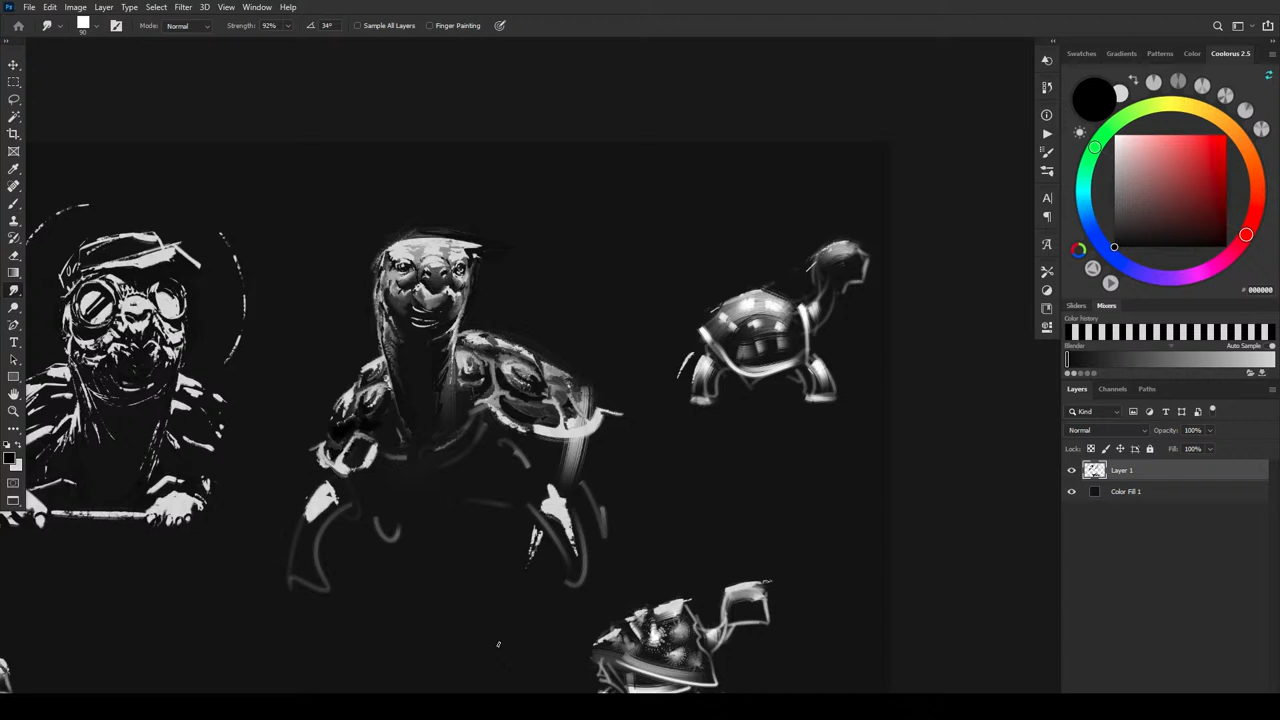 Ps File Edit Image Layer Type Select Filter 3D View Window Help
90 Mode: Normal Strength: 92% 34° Sample All Layers Finger Painting
Swatches Gradients Patterns Color Coolorus 2.5
# 000000
Sliders Mixers
Color history
Blender Auto Sample
Layers Channels Paths
Kind
Normal Opacity: 100%
Lock: Fill: 100%
Layer 1
Color Fill 1